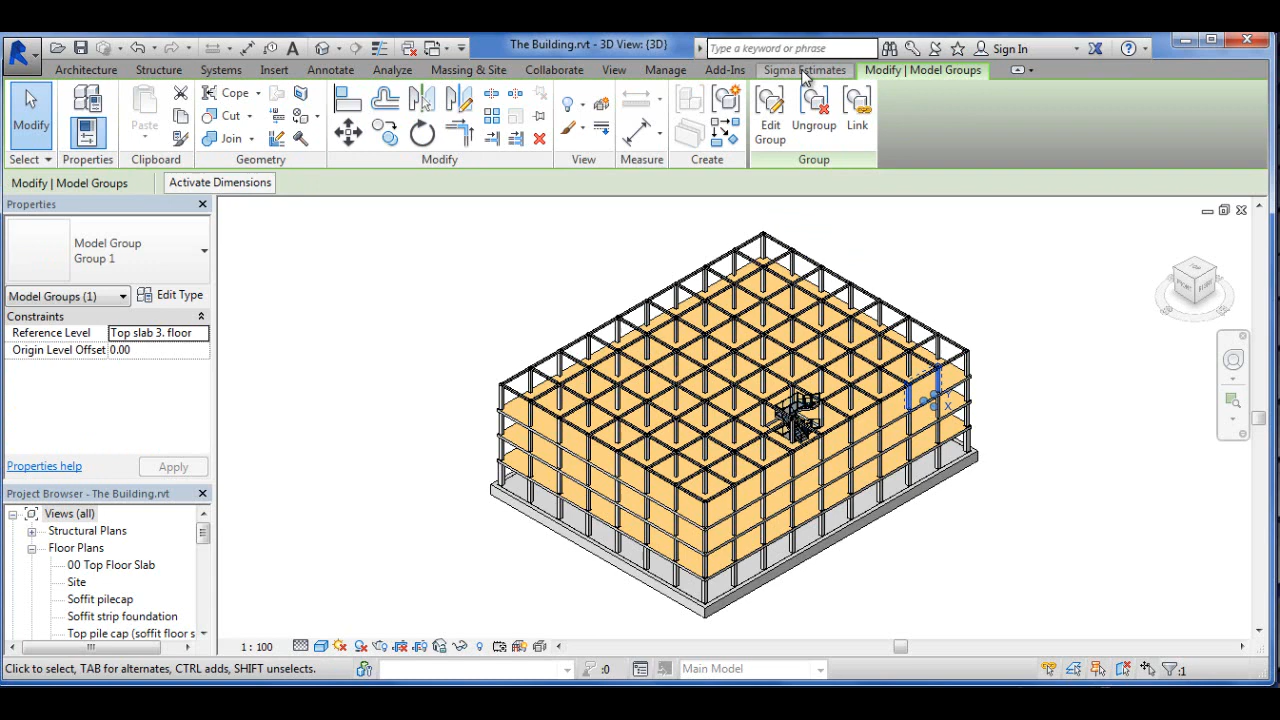 The Building.rvt - 3D View: {3D}
Type a keyword or phrase
Sign In
Architecture
Structure
Systems
Insert
Annotate
Analyze
Massing & Site
Collaborate
View
Manage
Add-Ins
Sigma Estimates
Modify | Model Groups
Modify
Paste
Cope
Cut
Join
Edit
Group
Ungroup
Link
Select
Properties
Clipboard
Geometry
Modify
View
Measure
Create
Group
Modify | Model Groups
Activate Dimensions
Properties
Model Group
Group 1
Model Groups (1)
Edit Type
Constraints
Reference Level
Top slab 3. floor
Origin Level Offset
0.00
Properties help
Apply
Project Browser - The Building.rvt
Views (all)
Structural Plans
Floor Plans
00 Top Floor Slab
Site
Soffit pilecap
Soffit strip foundation
Top pile cap (soffit floor s
X
TOP
FRONT
RIGHT
1 : 100
Click to select, TAB for alternates, CTRL adds, SHIFT unselects.
:0
Main Model
:1